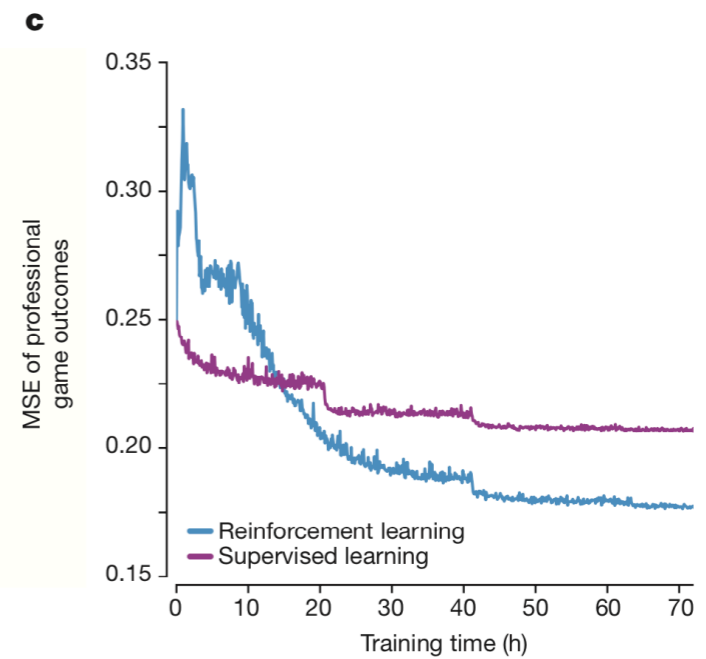 c
0.35
0.30
0.25
0.20
0.15
MSE of professional
game outcomes
Reinforcement learning
Supervised learning
0 10 20 30 40 50 60 70
Training time (h)